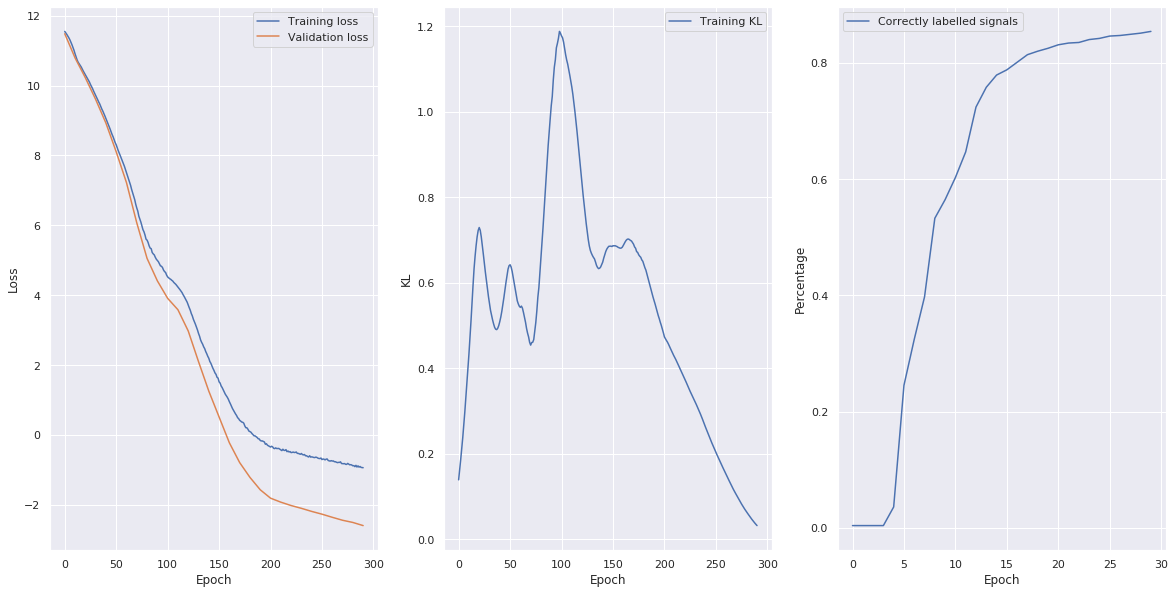 Training loss
Validation loss
12
10
8
6
4
2
0
−2
Loss
0 50 100 150 200 250 300
Epoch
Training KL
1.2
1.0
0.8
0.6
0.4
0.2
0.0
KL
0 50 100 150 200 250 300
Epoch
Correctly labelled signals
0.8
0.6
0.4
0.2
0.0
Percentage
0 5 10 15 20 25 30
Epoch